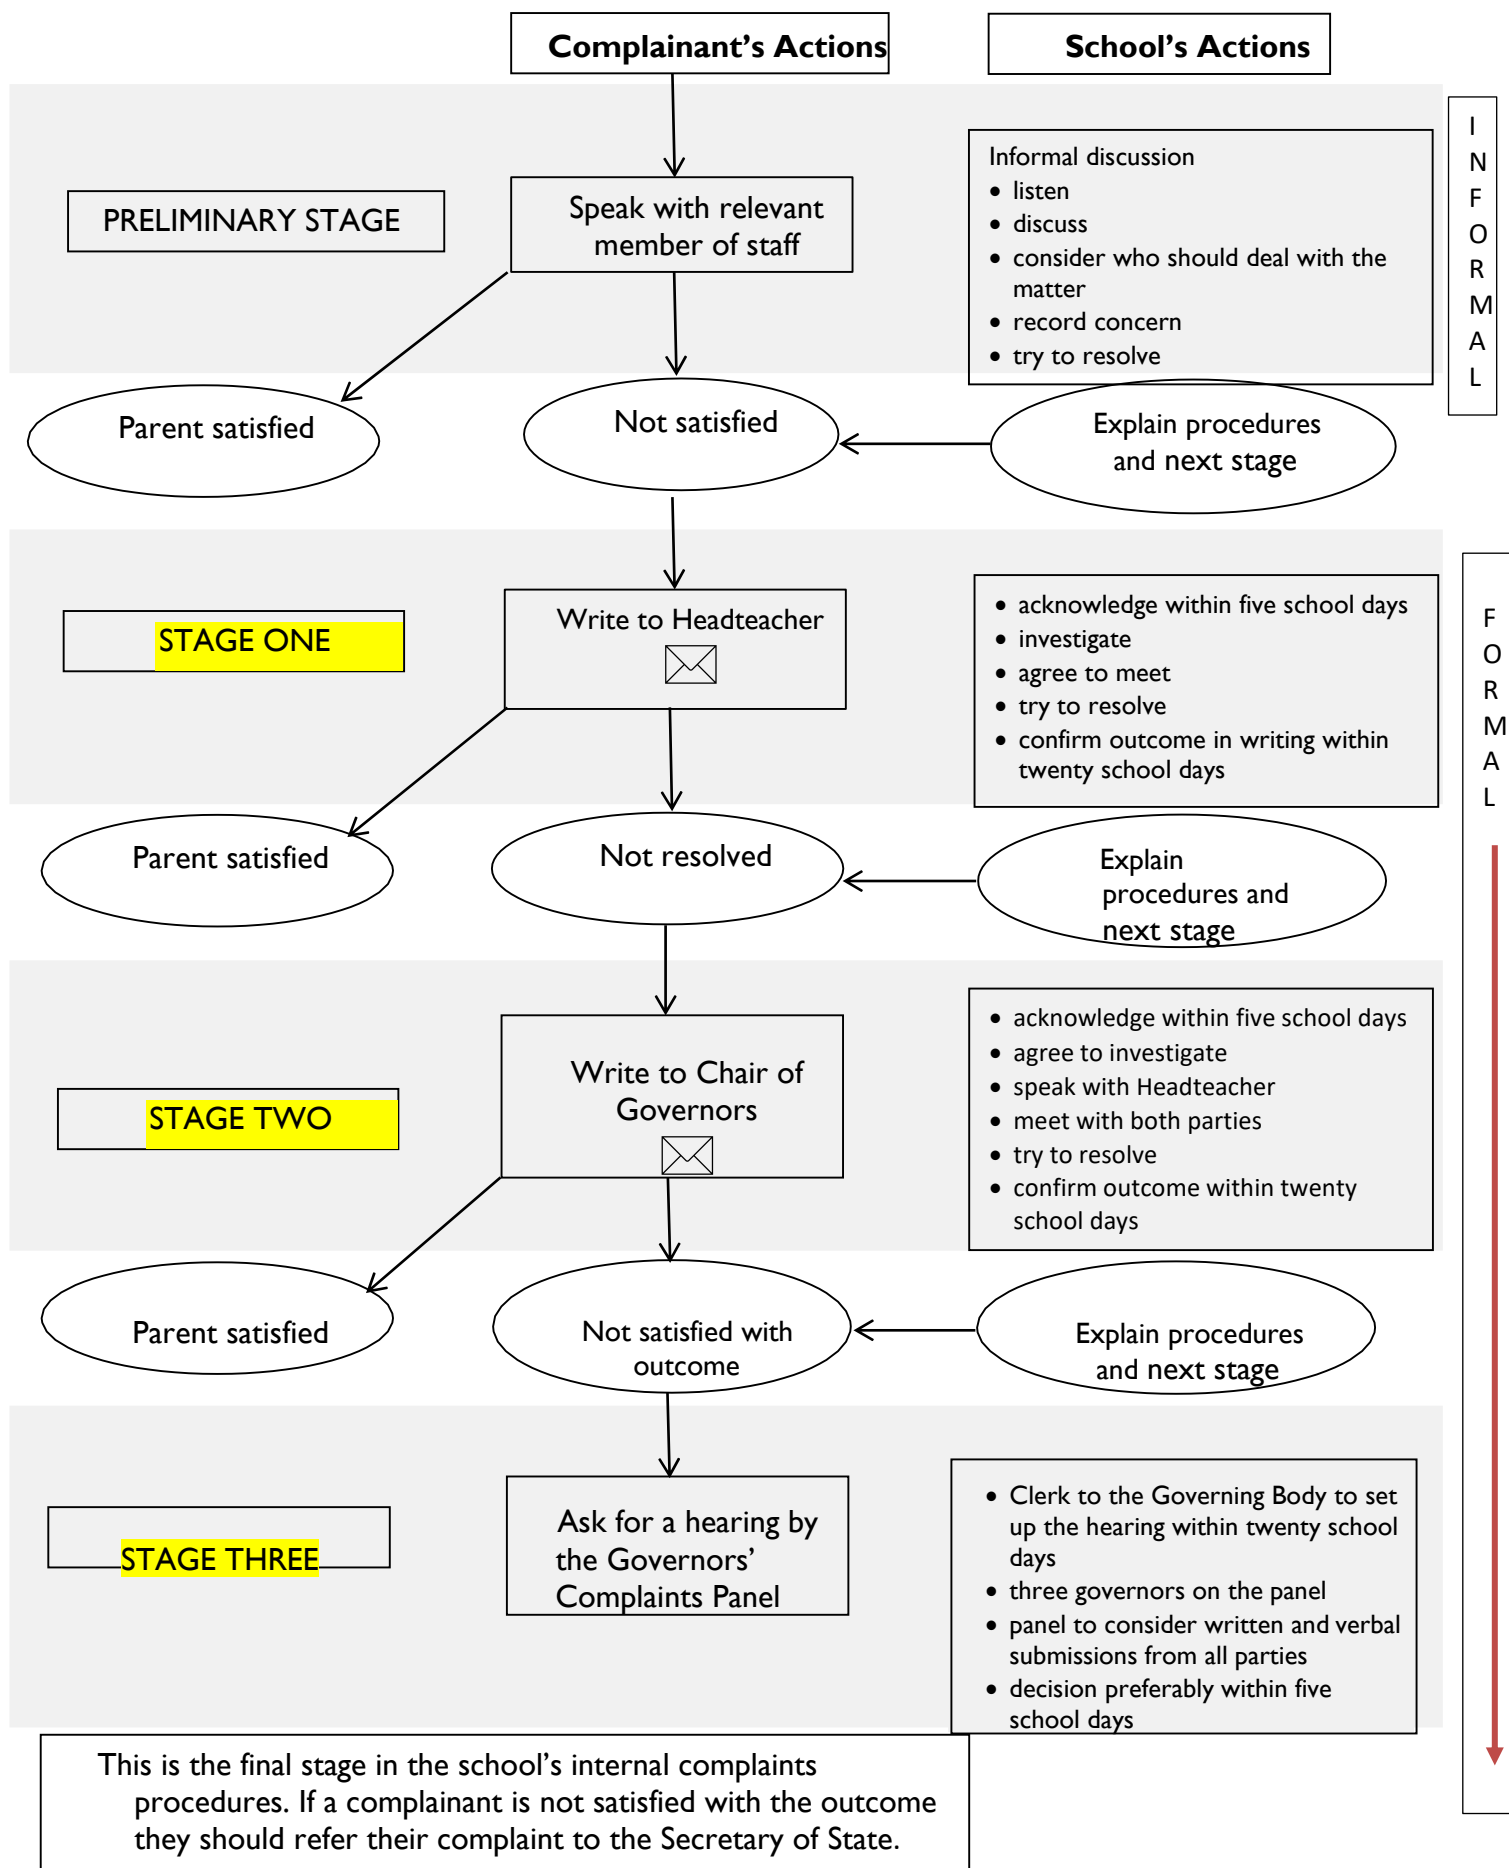 Complainant’s Actions
School’s Actions
I
N
F
O
R
M
A
L
PRELIMINARY STAGE
Speak with relevant
member of staff
Informal discussion
• listen
• discuss
• consider who should deal with the
matter
• record concern
• try to resolve
Parent satisfied
Not satisfied
Explain procedures
and next stage
F
O
R
M
A
L
STAGE ONE
Write to Headteacher
• acknowledge within five school days
• investigate
• agree to meet
• try to resolve
• confirm outcome in writing within
twenty school days
Parent satisfied
Not resolved
Explain
procedures and
next stage
STAGE TWO
Write to Chair of
Governors
• acknowledge within five school days
• agree to investigate
• speak with Headteacher
• meet with both parties
• try to resolve
• confirm outcome within twenty
school days
Parent satisfied
Not satisfied with
outcome
Explain procedures
and next stage
STAGE THREE
Ask for a hearing by
the Governors’
Complaints Panel
• Clerk to the Governing Body to set
up the hearing within twenty school
days
• three governors on the panel
• panel to consider written and verbal
submissions from all parties
• decision preferably within five
school days
This is the final stage in the school’s internal complaints
procedures. If a complainant is not satisfied with the outcome
they should refer their complaint to the Secretary of State.